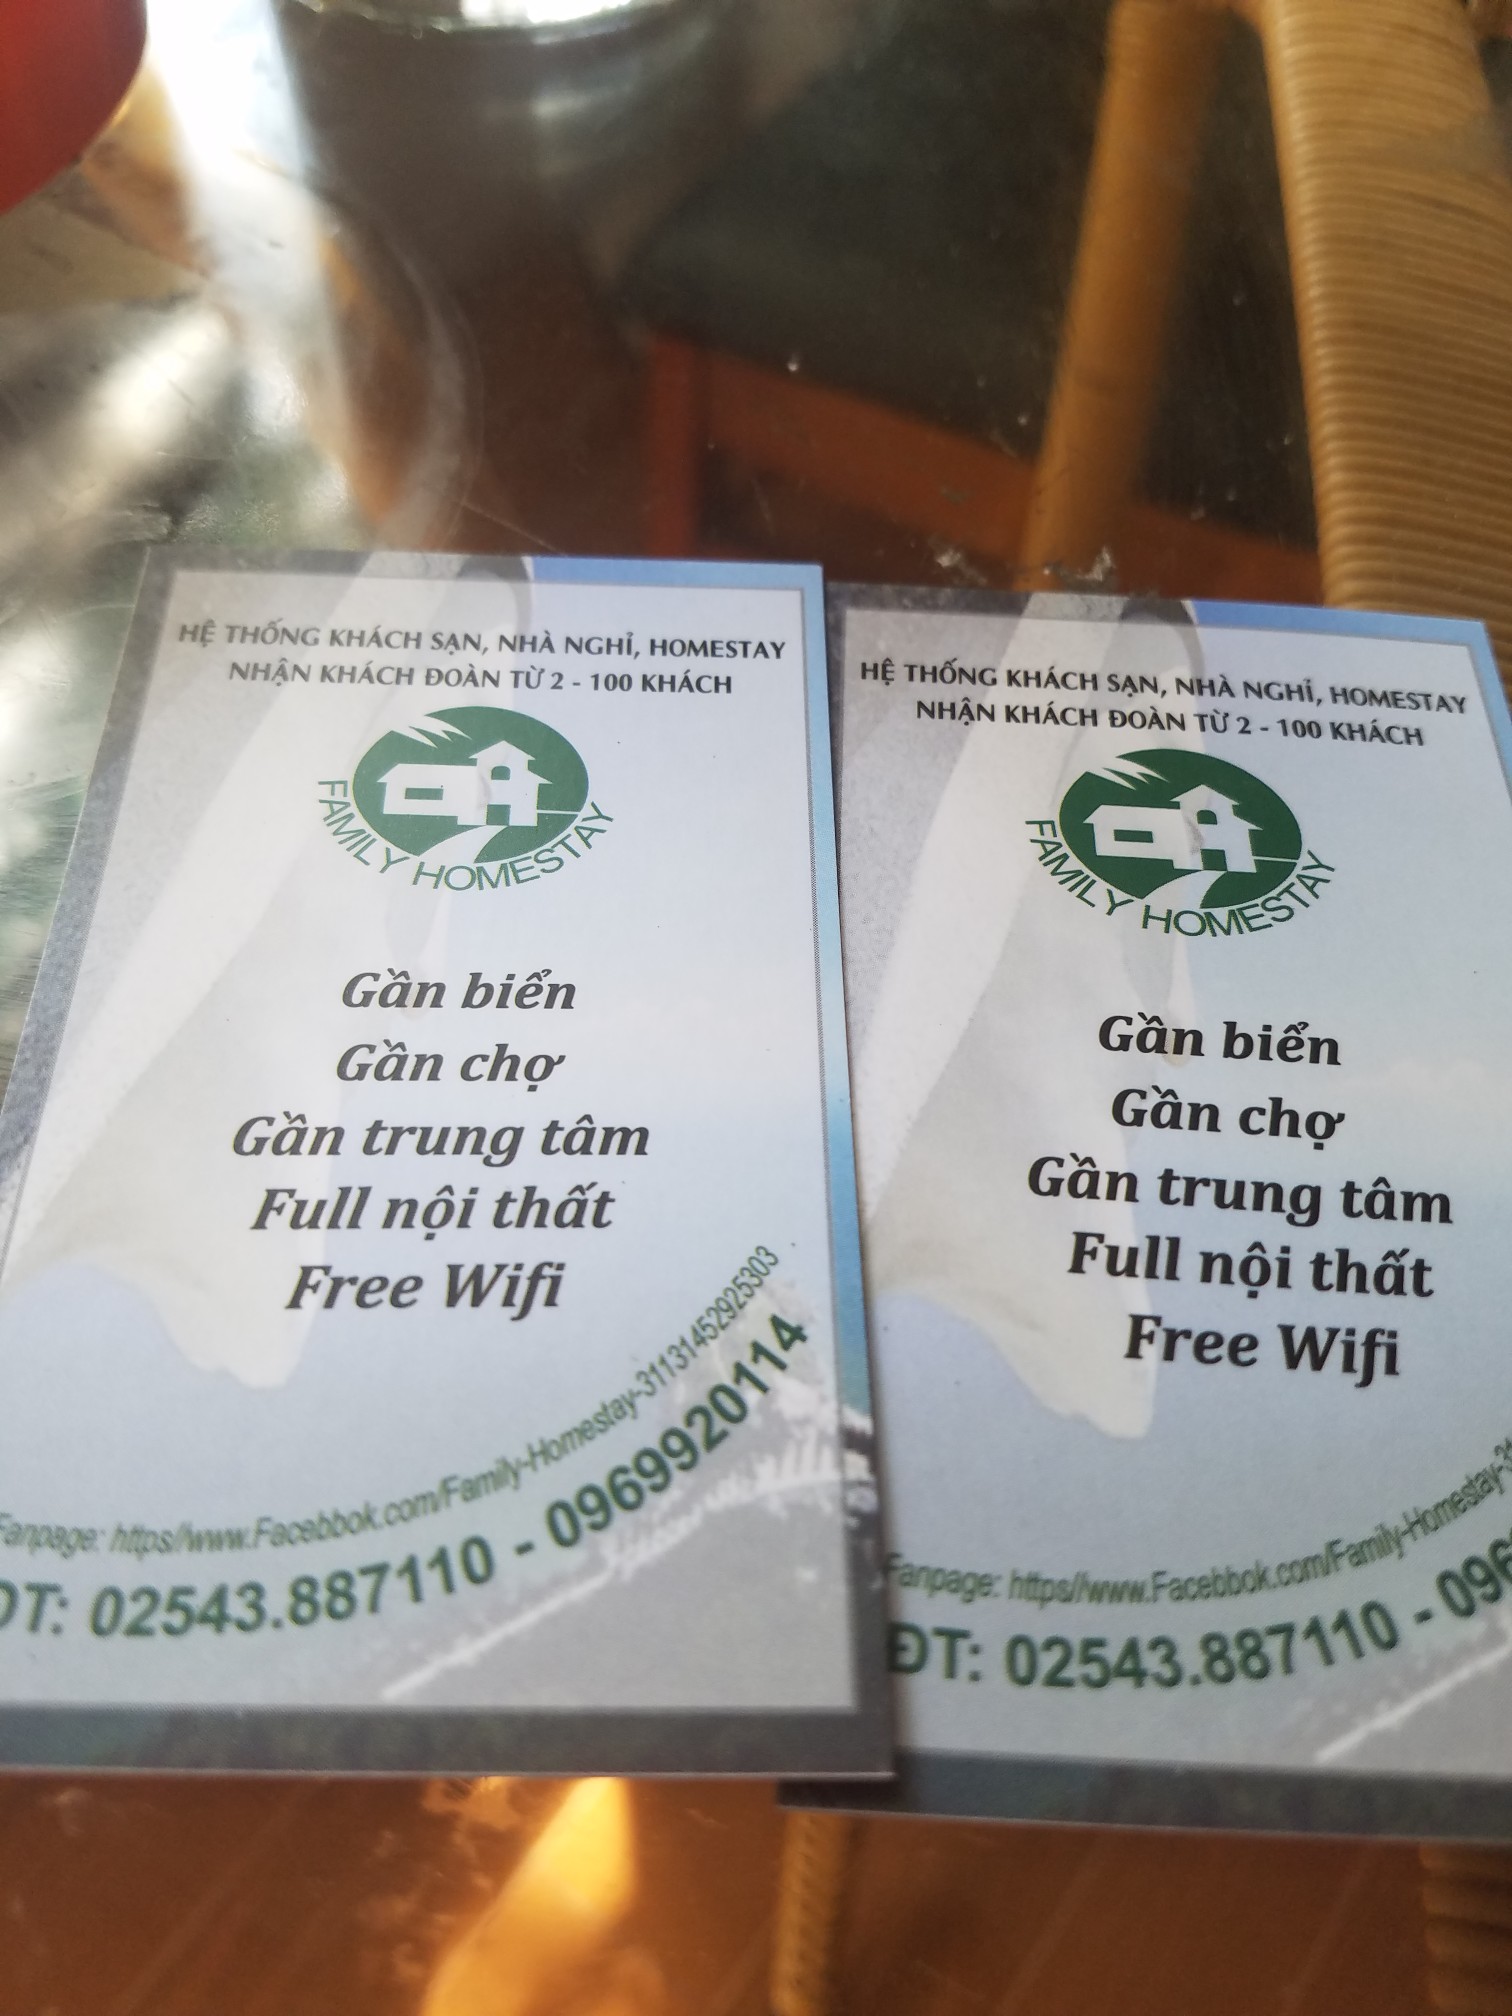 HỆ THỐNG KHÁCH SẠN, NHÀ NGHỈ, HOMESTAY
NHẬN KHÁCH ĐOÀN TỪ 2 - 100 KHÁCH
FAMILY HOMESTAY
Gần biển
Gần chợ
Gần trung tâm
Full nội thất
Free Wifi
Fanpage: https//www.Facebbok.com/Family-Homestay-31131452925303
ĐT: 02543.887110 - 0969920114
HỆ THỐNG KHÁCH SẠN, NHÀ NGHỈ, HOMESTAY
NHẬN KHÁCH ĐOÀN TỪ 2 - 100 KHÁCH
FAMILY HOMESTAY
Gần biển
Gần chợ
Gần trung tâm
Full nội thất
Free Wifi
Fanpage: https//www.Facebbok.com/Family-Homestay-3
ĐT: 02543.887110 - 096